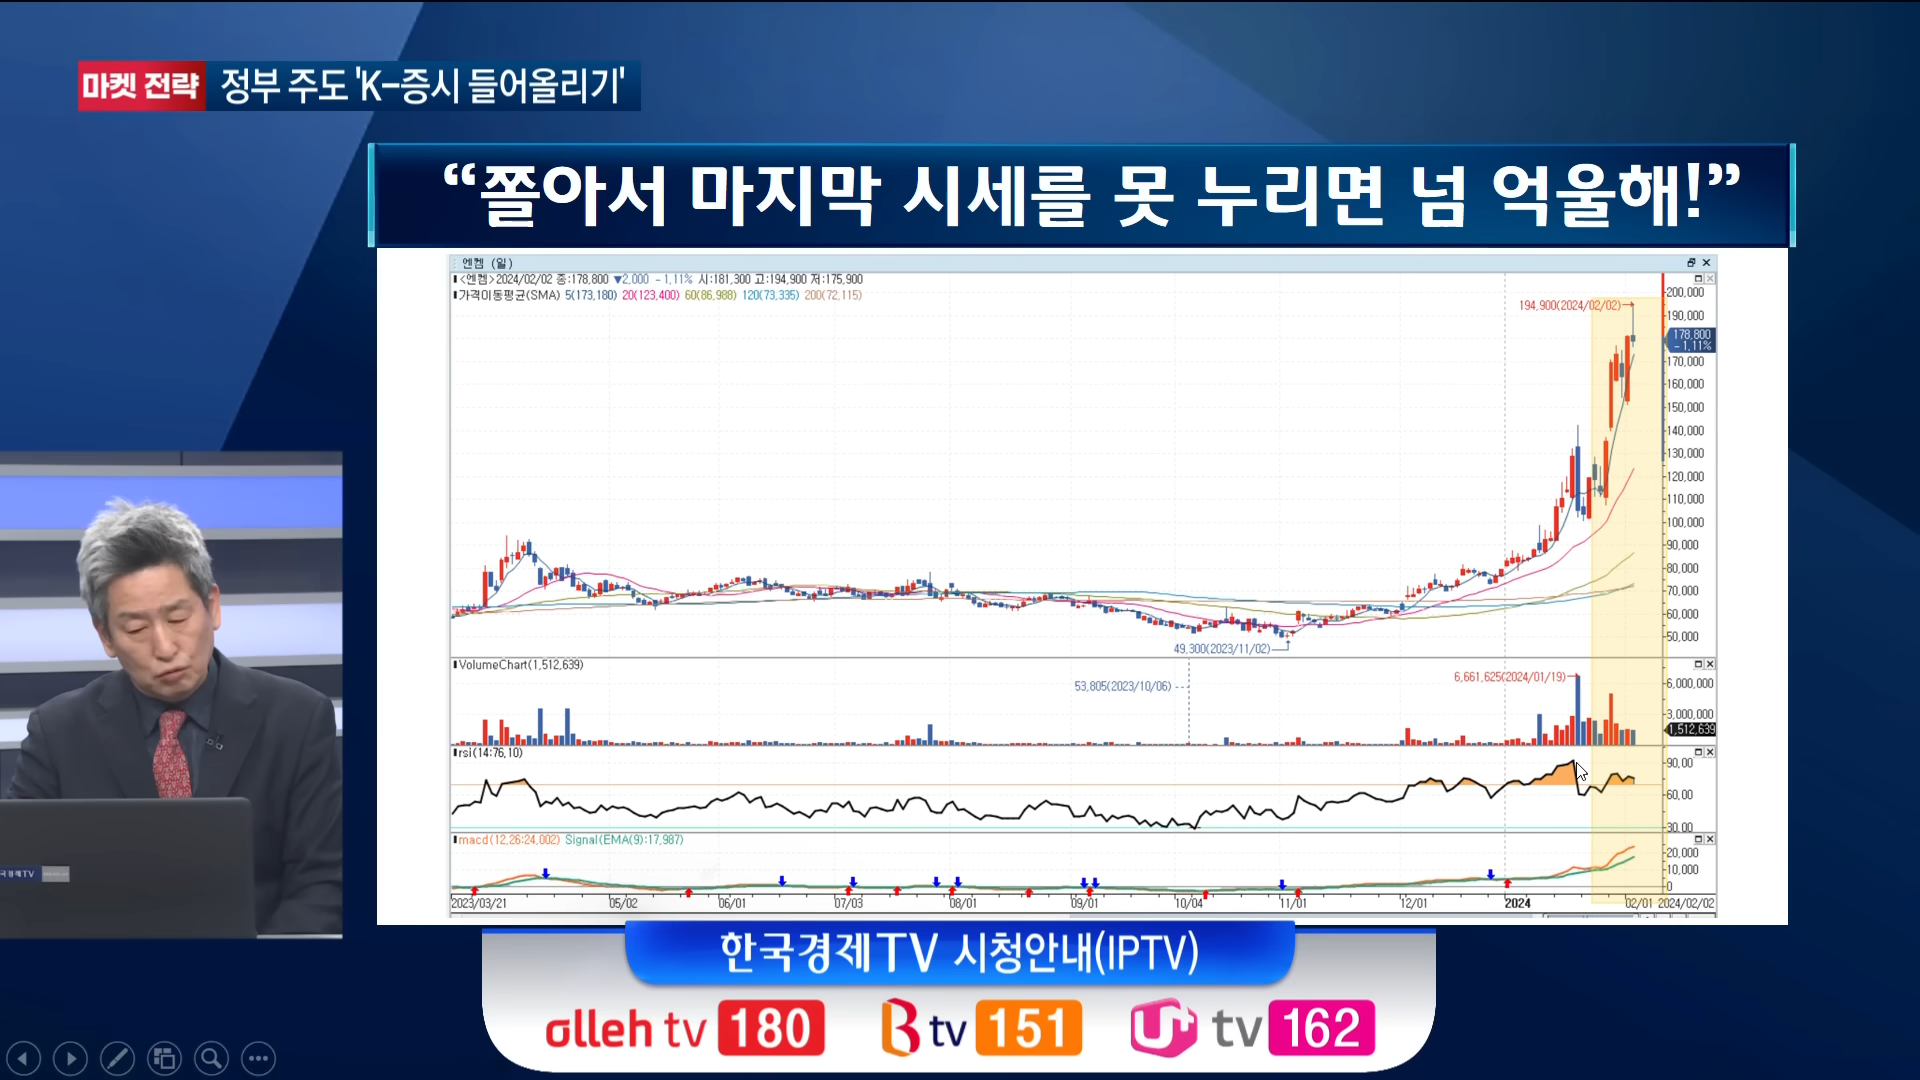 마켓 전략 정부 주도 'K-증시 들어올리기'
“쫄아서 마지막 시세를 못 누리면 넘 억울해!”
엔켐 (일)
<엔켐>2024/02/02 종:178,800 ▼2,000 -1,11% 시:181,300 고:194,900 저:175,900
가격이동평균(SMA) 5(173,180) 20(123,400) 60(86,988) 120(73,335) 200(72,115)
200,000
194,900(2024/02/02)
190,000
178,800
-1,11%
170,000
160,000
150,000
140,000
130,000
120,000
110,000
100,000
90,000
80,000
70,000
60,000
50,000
49,300(2023/11/02)
VolumeChart(1,512,639)
6,661,625(2024/01/19)
53,805(2023/10/06)
6,000,000
3,000,000
1,512,639
rsi(14:76,10)
90,00
60,00
30,00
macd(12,26:24,002) Signal(EMA(9):17,987)
20,000
10,000
0
2023/03/21 05/02 06/01 07/03 08/01 09/01 10/04 11/01 12/01 2024 02/01 2024/02/02
한국경제TV 시청안내(IPTV)
olleh tv 180 B tv 151 U+ tv 162